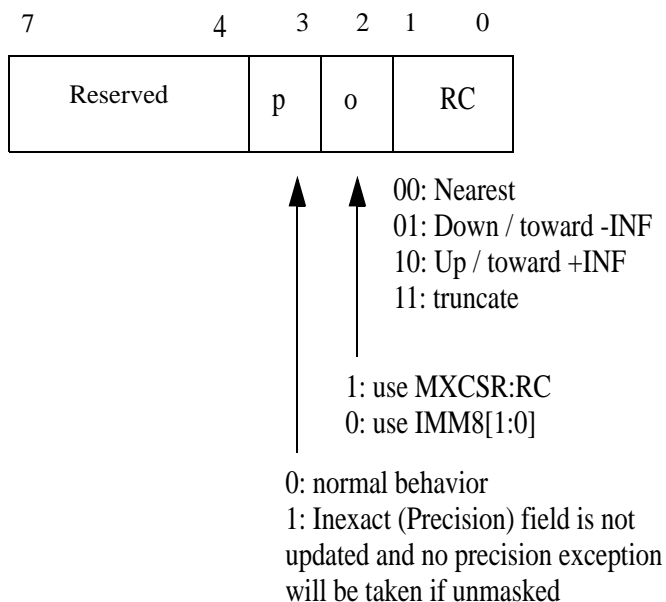 7 4 3 2 1 0
Reserved p o RC
00: Nearest
01: Down / toward -INF
10: Up / toward +INF
11: truncate
1: use MXCSR:RC
0: use IMM8[1:0]
0: normal behavior
1: Inexact (Precision) field is not
updated and no precision exception
will be taken if unmasked